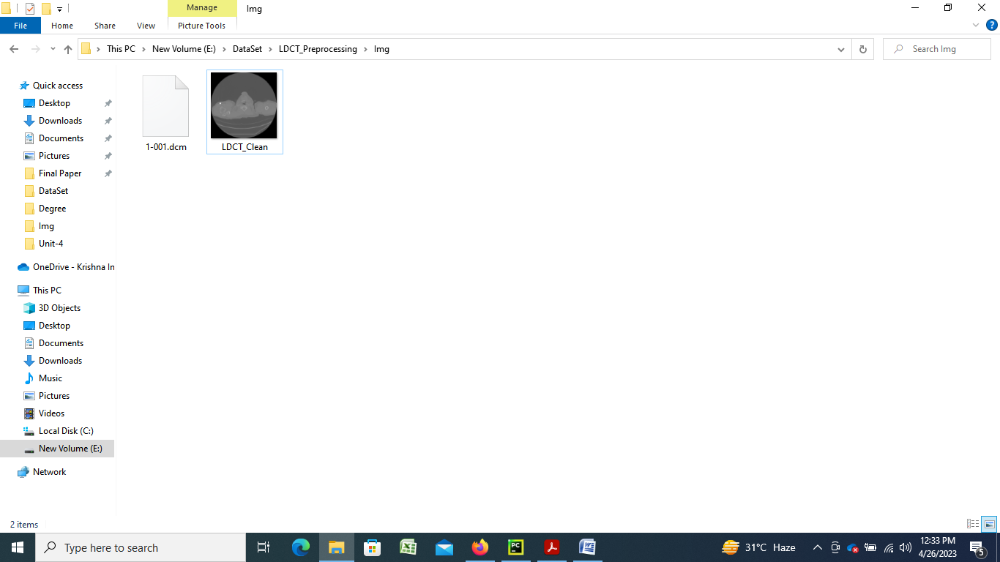 Manage
Img
File
Home
Share
View
Picture Tools
?
This PC
New Volume (E:)
DataSet
LDCT_Preprocessing
Img
Search Img
Quick access
Desktop
Downloads
Documents
Pictures
Final Paper
DataSet
Degree
Img
Unit-4
OneDrive - Krishna In
This PC
3D Objects
Desktop
Documents
Downloads
Music
Pictures
Videos
Local Disk (C:)
New Volume (E:)
Network
1-001.dcm
LDCT_Clean
2 items
Type here to search
PC
31°C Haze
12:33 PM
4/26/2023
5